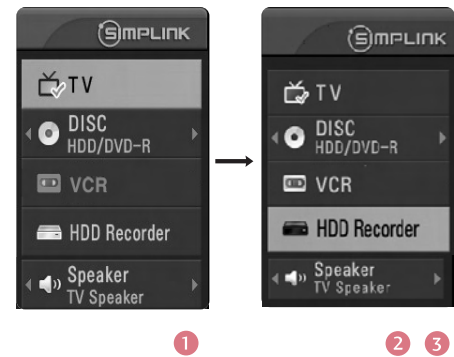 SIMPLINK
TV
DISC
HDD/DVD-R
VCR
HDD Recorder
Speaker
TV Speaker
1
SIMPLINK
TV
DISC
HDD/DVD-R
VCR
HDD Recorder
Speaker
TV Speaker
2 3